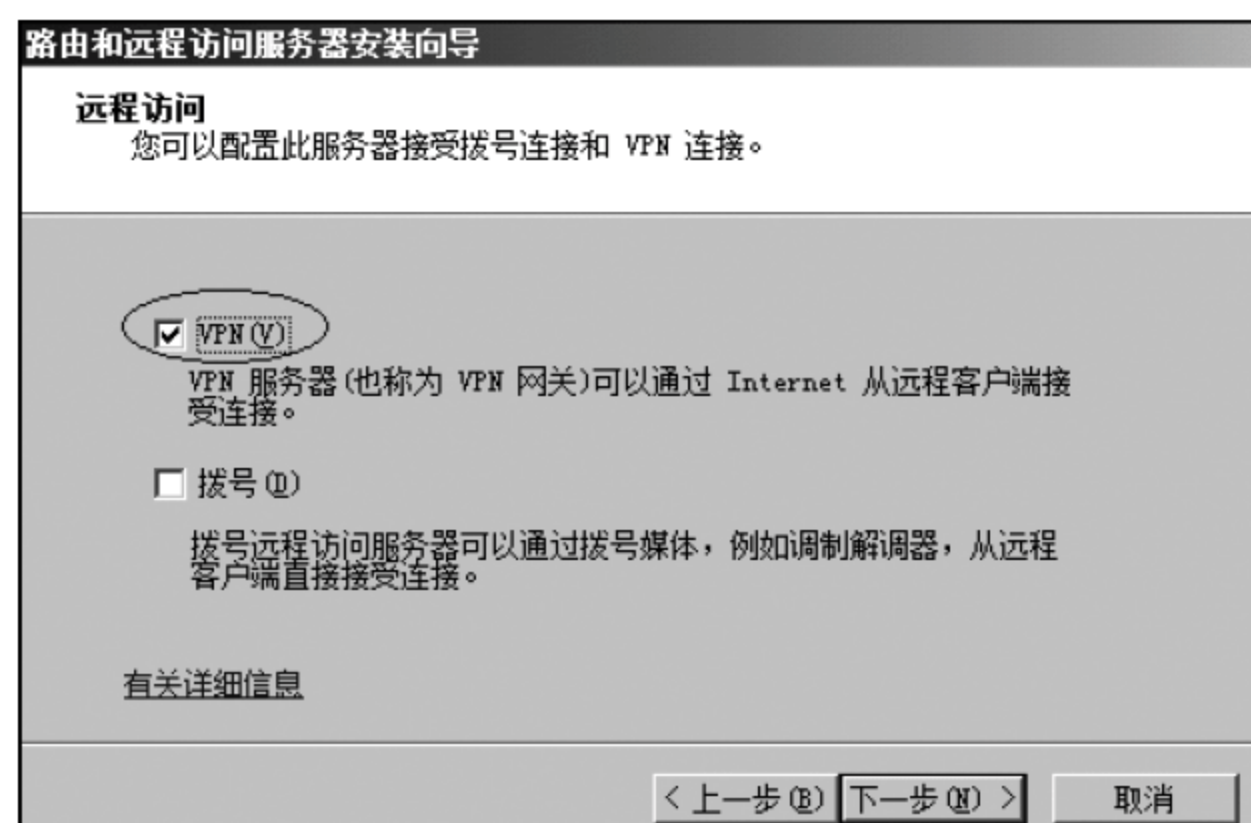 路由和远程访问服务器安装向导
远程访问
您可以配置此服务器接受拨号连接和 VPN 连接。
VPN(V)
VPN 服务器(也称为 VPN 网关)可以通过 Internet 从远程客户端接
受连接。
拨号(D)
拨号远程访问服务器可以通过拨号媒体，例如调制解调器，从远程
客户端直接接受连接。
有关详细信息
< 上一步(B) 下一步(N) > 取消